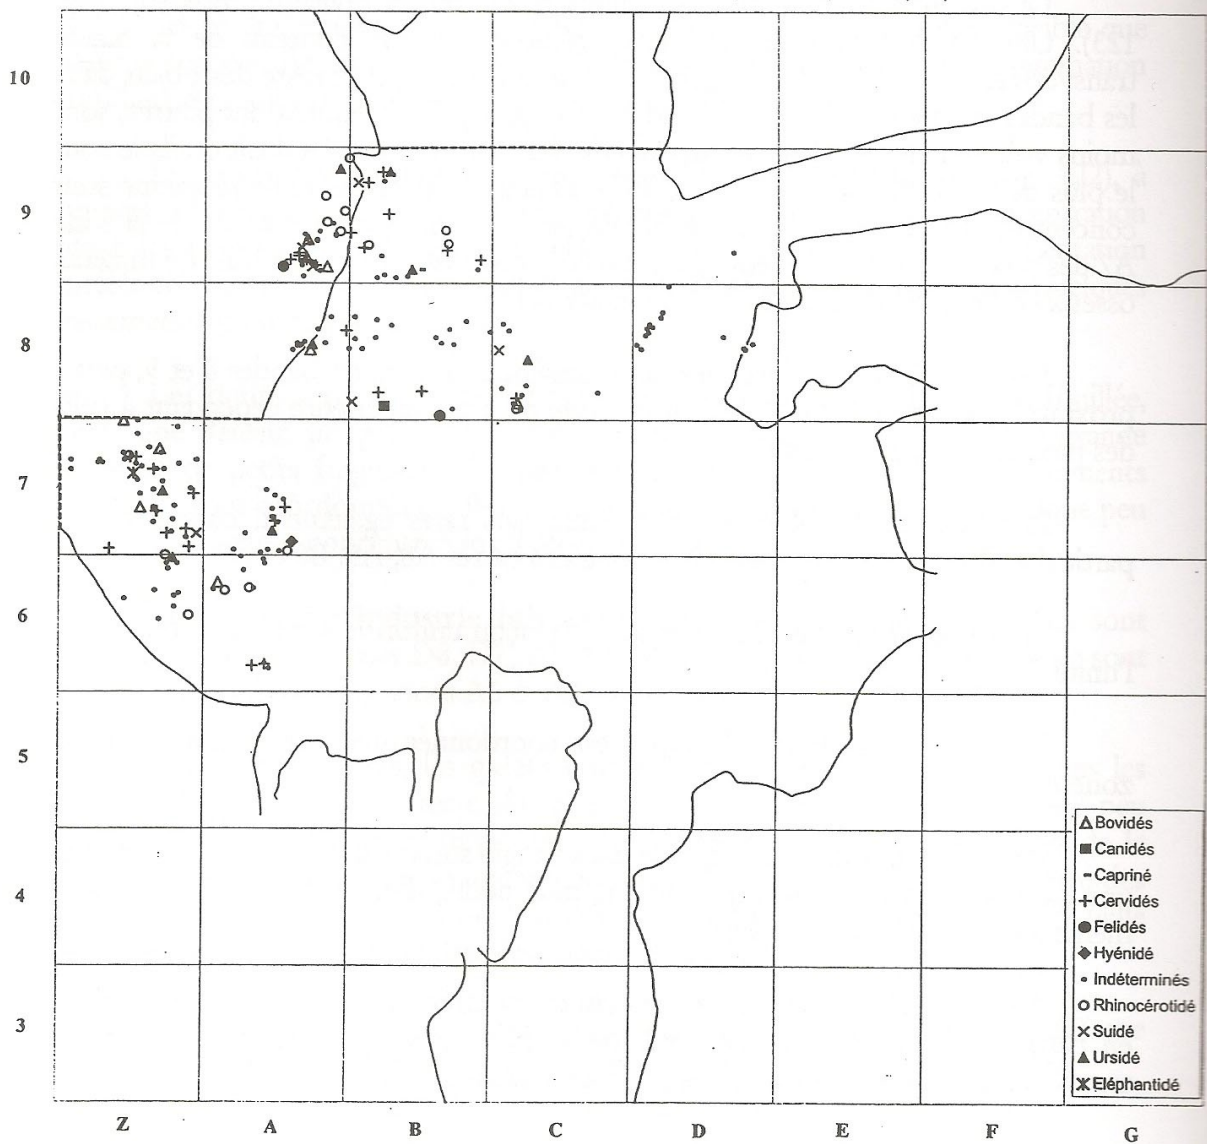 10
9
8
7
6
5
4
3
Z A B C D E F G
Bovidés
Canidés
Capriné
Cervidés
Felidés
Hyénidé
Indéterminés
Rhinocérotidé
Suidé
Ursidé
Eléphantidé